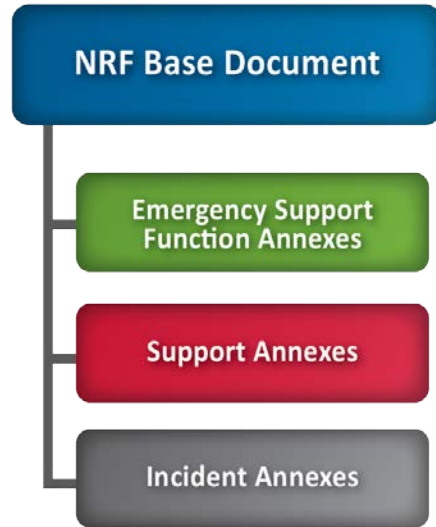 NRF Base Document
Emergency Support
Function Annexes
Support Annexes
Incident Annexes